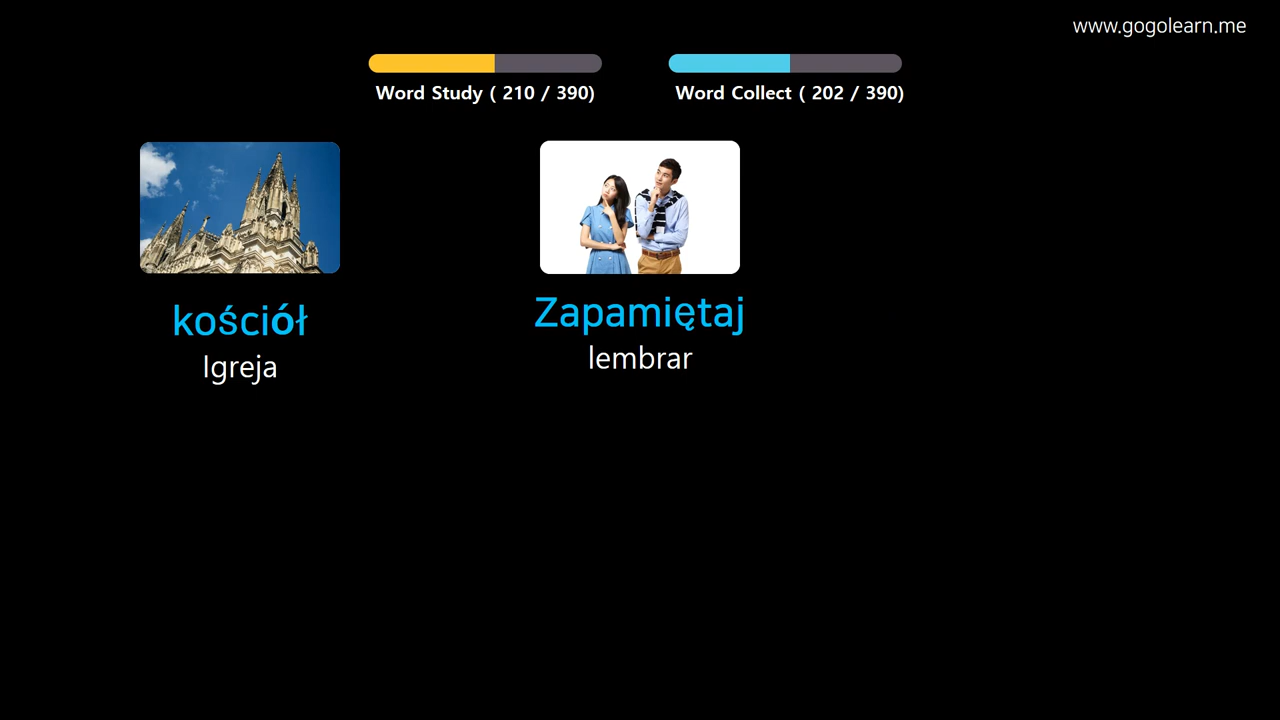 www.gogolearn.me
Word Study ( 210 / 390)
Word Collect ( 202 / 390)
kościół
Igreja
Zapamiętaj
lembrar